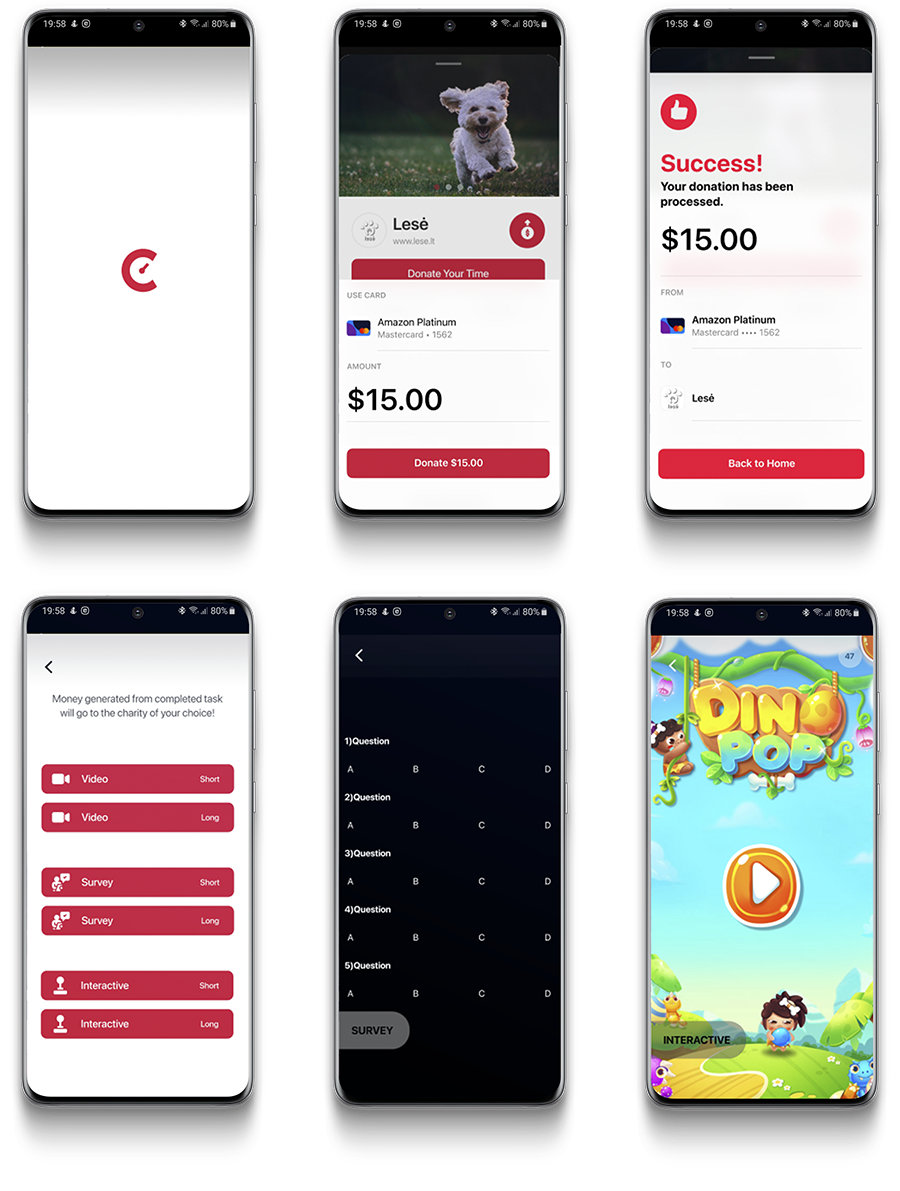 19:58
80%
19:58
80%
Lesė
www.lese.lt
Donate Your Time
USE CARD
Amazon Platinum
Mastercard • 1562
AMOUNT
$15.00
Donate $15.00
19:58
80%
Success!
Your donation has been
processed.
$15.00
FROM
Amazon Platinum
Mastercard •••• 1562
TO
Lesė
Back to Home
19:58
80%
Money generated from completed task
will go to the charity of your choice!
Video Short
Video Long
Survey Short
Survey Long
Interactive Short
Interactive Long
19:58
80%
1)Question
A B C D
2)Question
A B C D
3)Question
A B C D
4)Question
A B C D
5)Question
A B C D
SURVEY
19:58
80%
47
DINO
POP
INTERACTIVE